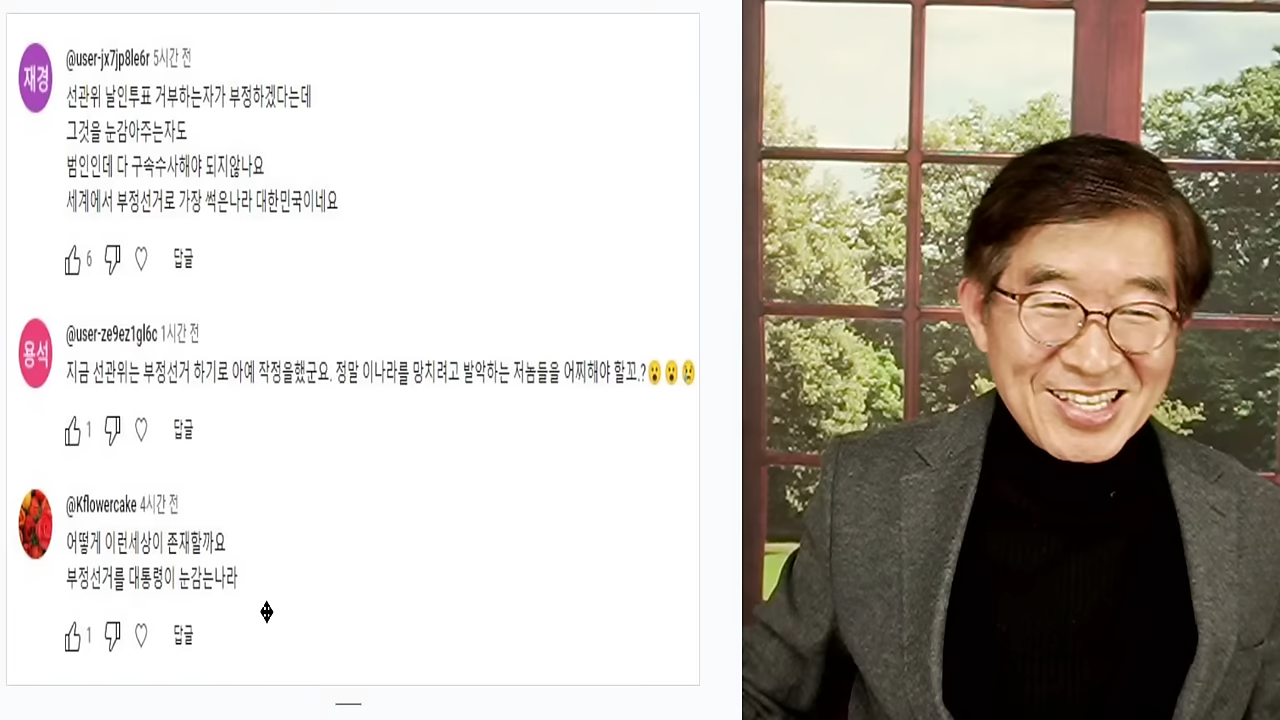 재경
@user-jx7jp8le6r 5시간 전
선관위 날인투표 거부하는자가 부정하겠다는데
그것을 눈감아주는자도
범인인데 다 구속수사해야 되지않나요
세계에서 부정선거로 가장 썩은나라 대한민국이네요
6 답글
용석
@user-ze9ez1gl6c 1시간 전
지금 선관위는 부정선거 하기로 아예 작정을했군요. 정말 이나라를 망치려고 발악하는 저놈들을 어찌해야 할꼬.?😮😮😢
1 답글
@Kflowercake 4시간 전
어떻게 이런세상이 존재할까요
부정선거를 대통령이 눈감는나라
1 답글